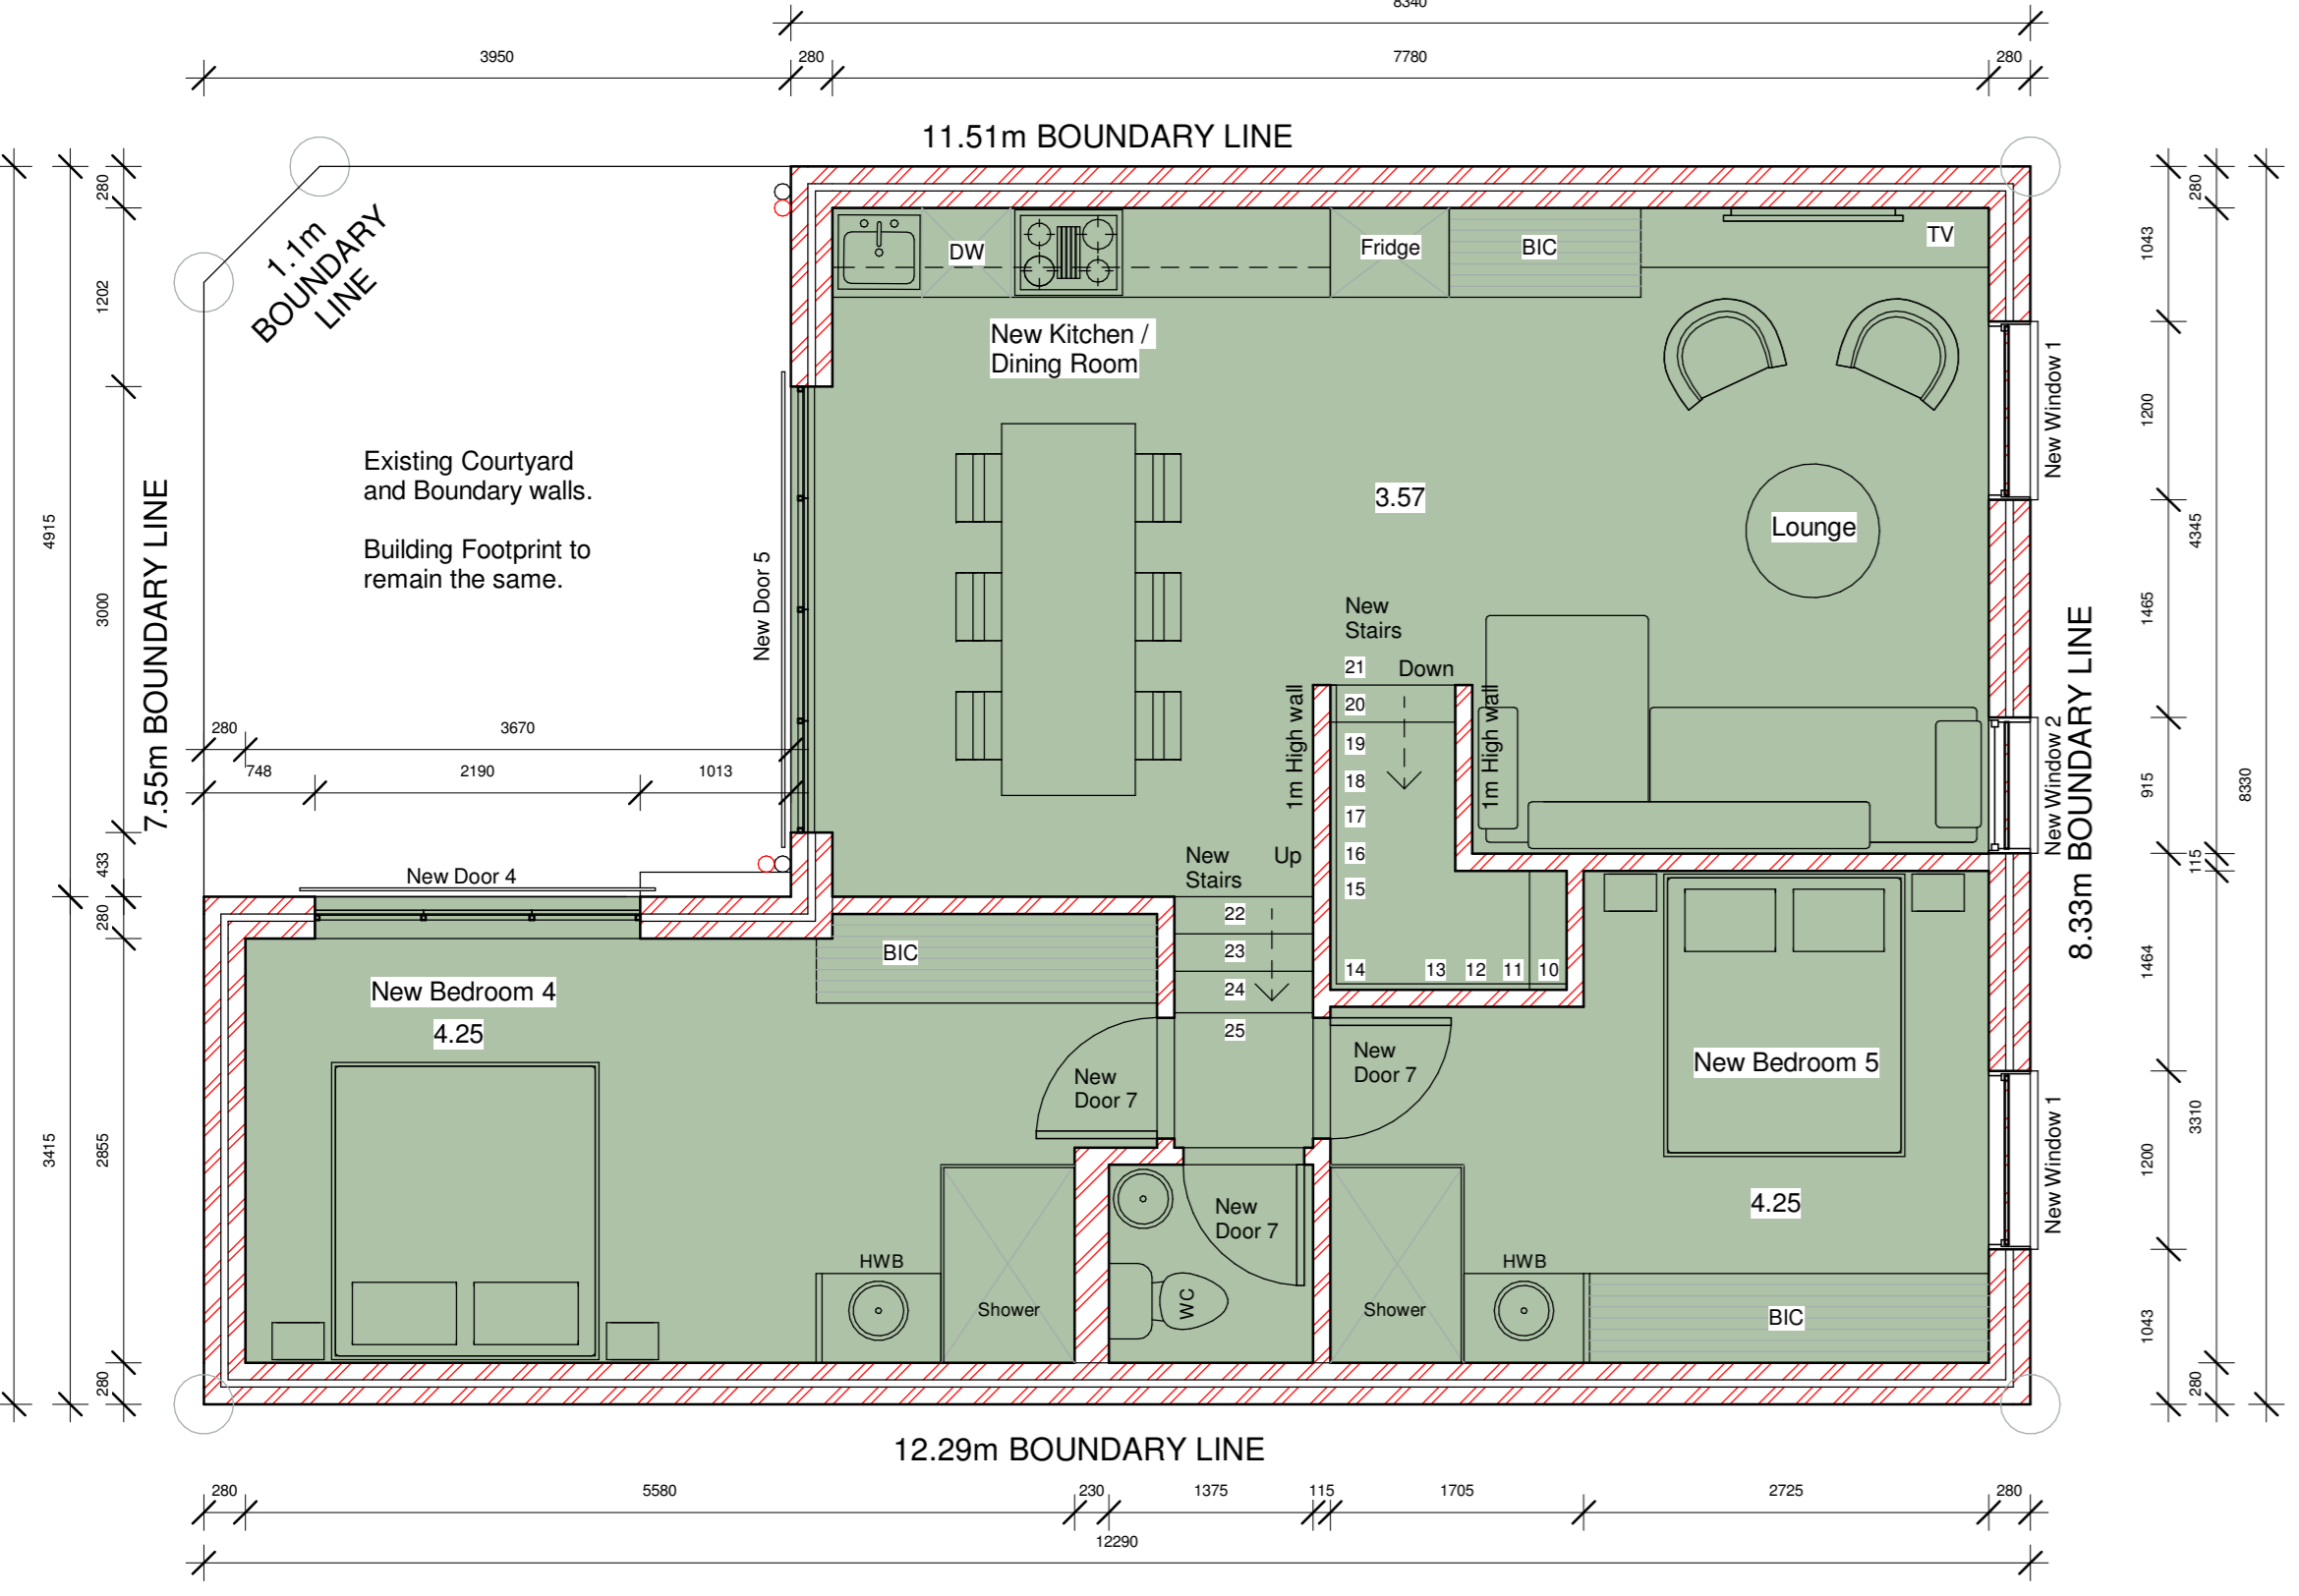 8340
3950
280
7780
280
11.51m BOUNDARY LINE
1.1m
BOUNDARY
LINE
7.55m BOUNDARY LINE
8.33m BOUNDARY LINE
12.29m BOUNDARY LINE
4915
3415
280
1202
3000
433
280
2855
280
Existing Courtyard
and Boundary walls.
Building Footprint to
remain the same.
280
3670
748
2190
1013
New Door 5
New Door 4
DW
Fridge
BIC
TV
New Kitchen /
Dining Room
3.57
Lounge
New
Stairs
21
Down
20
19
18
17
16
15
14
13
12
11
10
1m High wall
1m High wall
New
Stairs
Up
22
23
24
25
BIC
New Bedroom 4
4.25
New
Door 7
New
Door 7
New
Door 7
New Bedroom 5
4.25
HWB
Shower
WC
Shower
HWB
BIC
New Window 1
New Window 2
New Window 1
1043
1200
1465
915
1464
1200
1043
280
4345
115
3310
280
8330
280
5580
230
1375
115
1705
2725
280
12290